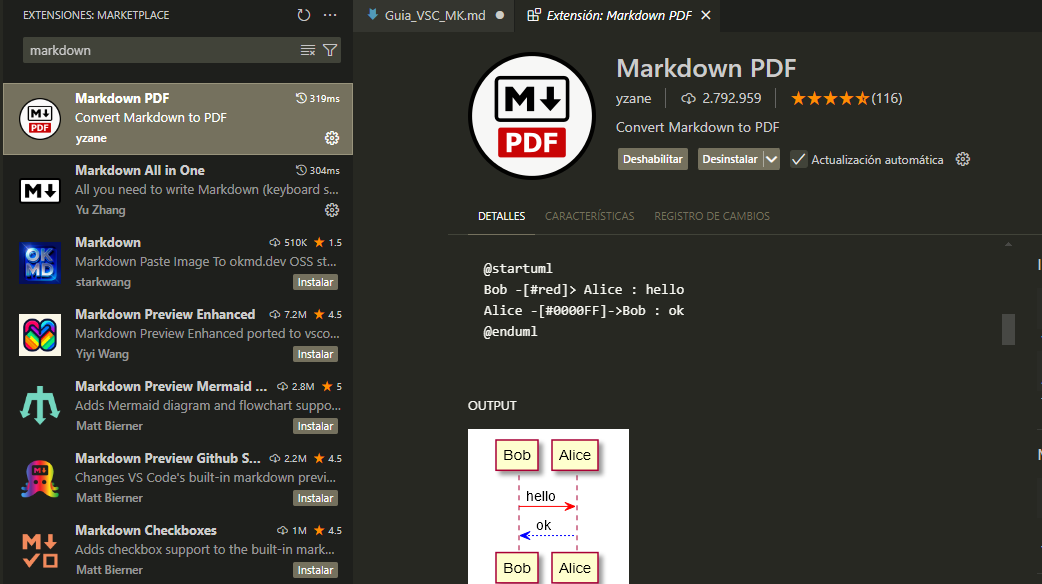 EXTENSIONES: MARKETPLACE
markdown
Markdown PDF 319ms
Convert Markdown to PDF
yzane
Markdown All in One 304ms
All you need to write Markdown (keyboard s...
Yu Zhang
Markdown 510K 1.5
Markdown Paste Image To okmd.dev OSS st...
starkwang Instalar
Markdown Preview Enhanced 7.2M 4.5
Markdown Preview Enhanced ported to vsco...
Yiyi Wang Instalar
Markdown Preview Mermaid ... 2.8M 5
Adds Mermaid diagram and flowchart suppo...
Matt Bierner Instalar
Markdown Preview Github S... 2.2M 4.5
Changes VS Code's built-in markdown previ...
Matt Bierner Instalar
Markdown Checkboxes 1M 4.5
Adds checkbox support to the built-in mark...
Matt Bierner Instalar
Guia_VSC_MK.md
Extensión: Markdown PDF
M PDF
Markdown PDF
yzane 2.792.959 (116)
Convert Markdown to PDF
Deshabilitar Desinstalar Actualización automática
DETALLES CARACTERÍSTICAS REGISTRO DE CAMBIOS
@startuml
Bob -[#red]> Alice : hello
Alice -[#0000FF]->Bob : ok
@enduml
OUTPUT
Bob Alice
hello
ok
Bob Alice